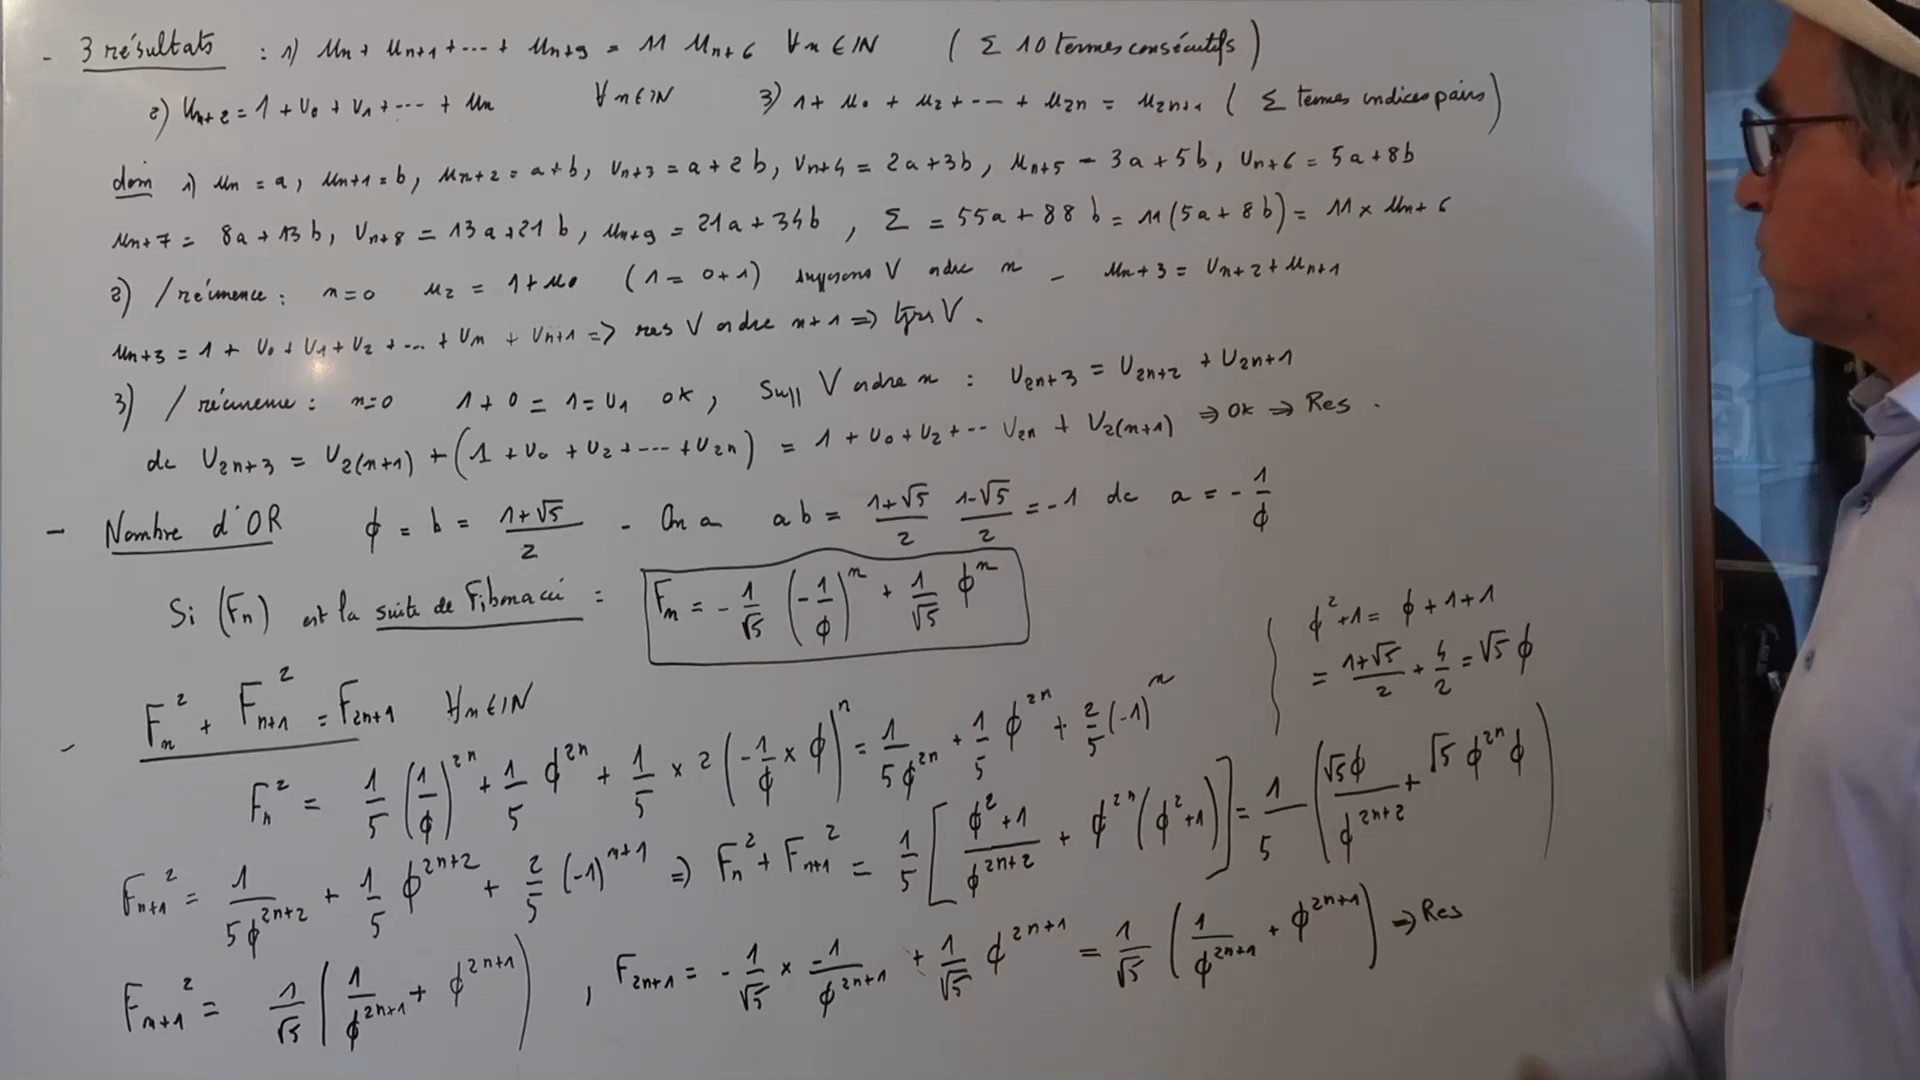 - 3 résultats : 1) Un + Un+1 + ... + Un+9 = 11 Un+6 ∀n ∈ IN ( Σ 10 termes consécutifs )
2) Un+2 = 1 + U0 + U1 + ... + Un ∀n ∈ IN 3) 1 + U0 + U2 + ... + U2n = U2n+1 ( Σ termes indices pairs )
dém 1) Un = a, Un+1 = b, Un+2 = a+b, Un+3 = a+2b, Un+4 = 2a+3b, Un+5 = 3a+5b, Un+6 = 5a+8b
Un+7 = 8a+13b, Un+8 = 13a+21b, Un+9 = 21a+34b, Σ = 55a+88b = 11(5a+8b) = 11 × Un+6
2) /récurrence : n=0 U2 = 1+U0 (1 = 0+1) supposons V ordre n - Un+3 = Un+2 + Un+1
Un+3 = 1 + U0 + U1 + U2 + ... + Un + Un+1 => res V ordre n+1 => tjrs V.
3) /récurrence : n=0 1+0 = 1 = U1 OK, Supp V ordre n : U2n+3 = U2n+2 + U2n+1
dc U2n+3 = U2(n+1) + (1 + U0 + U2 + ... + U2n) = 1 + U0 + U2 + ... U2n + U2(n+1) => OK => Res.
- Nombre d'OR ϕ = b = (1+√5)/2 - On a ab = (1+√5)/2 (1-√5)/2 = -1 dc a = -1/ϕ
Si (Fn) est la suite de Fibonacci : Fn = -1/√5 (-1/ϕ)^n + 1/√5 ϕ^n
ϕ²+1 = ϕ+1+1
= (1+√5)/2 + 4/2 = √5 ϕ
- Fn² + Fn+1² = F2n+1 ∀n ∈ IN
Fn² = 1/5 (1/ϕ)^2n + 1/5 ϕ^2n + 1/5 × 2 (-1/ϕ × ϕ)^n = 1/(5ϕ^2n) + 1/5 ϕ^2n + 2/5 (-1)^n
Fn+1² = 1/(5ϕ^2n+2) + 1/5 ϕ^2n+2 + 2/5 (-1)^n+1 => Fn² + Fn+1² = 1/5 [ (ϕ²+1)/ϕ^2n+2 + ϕ^2n (ϕ²+1) ] = 1/5 ( √5ϕ/ϕ^2n+2 + √5 ϕ^2n ϕ )
Fn+1² = 1/√5 ( 1/ϕ^2n+1 + ϕ^2n+1 ) , F2n+1 = -1/√5 × -1/ϕ^2n+1 + 1/√5 ϕ^2n+1 = 1/√5 ( 1/ϕ^2n+1 + ϕ^2n+1 ) => Res